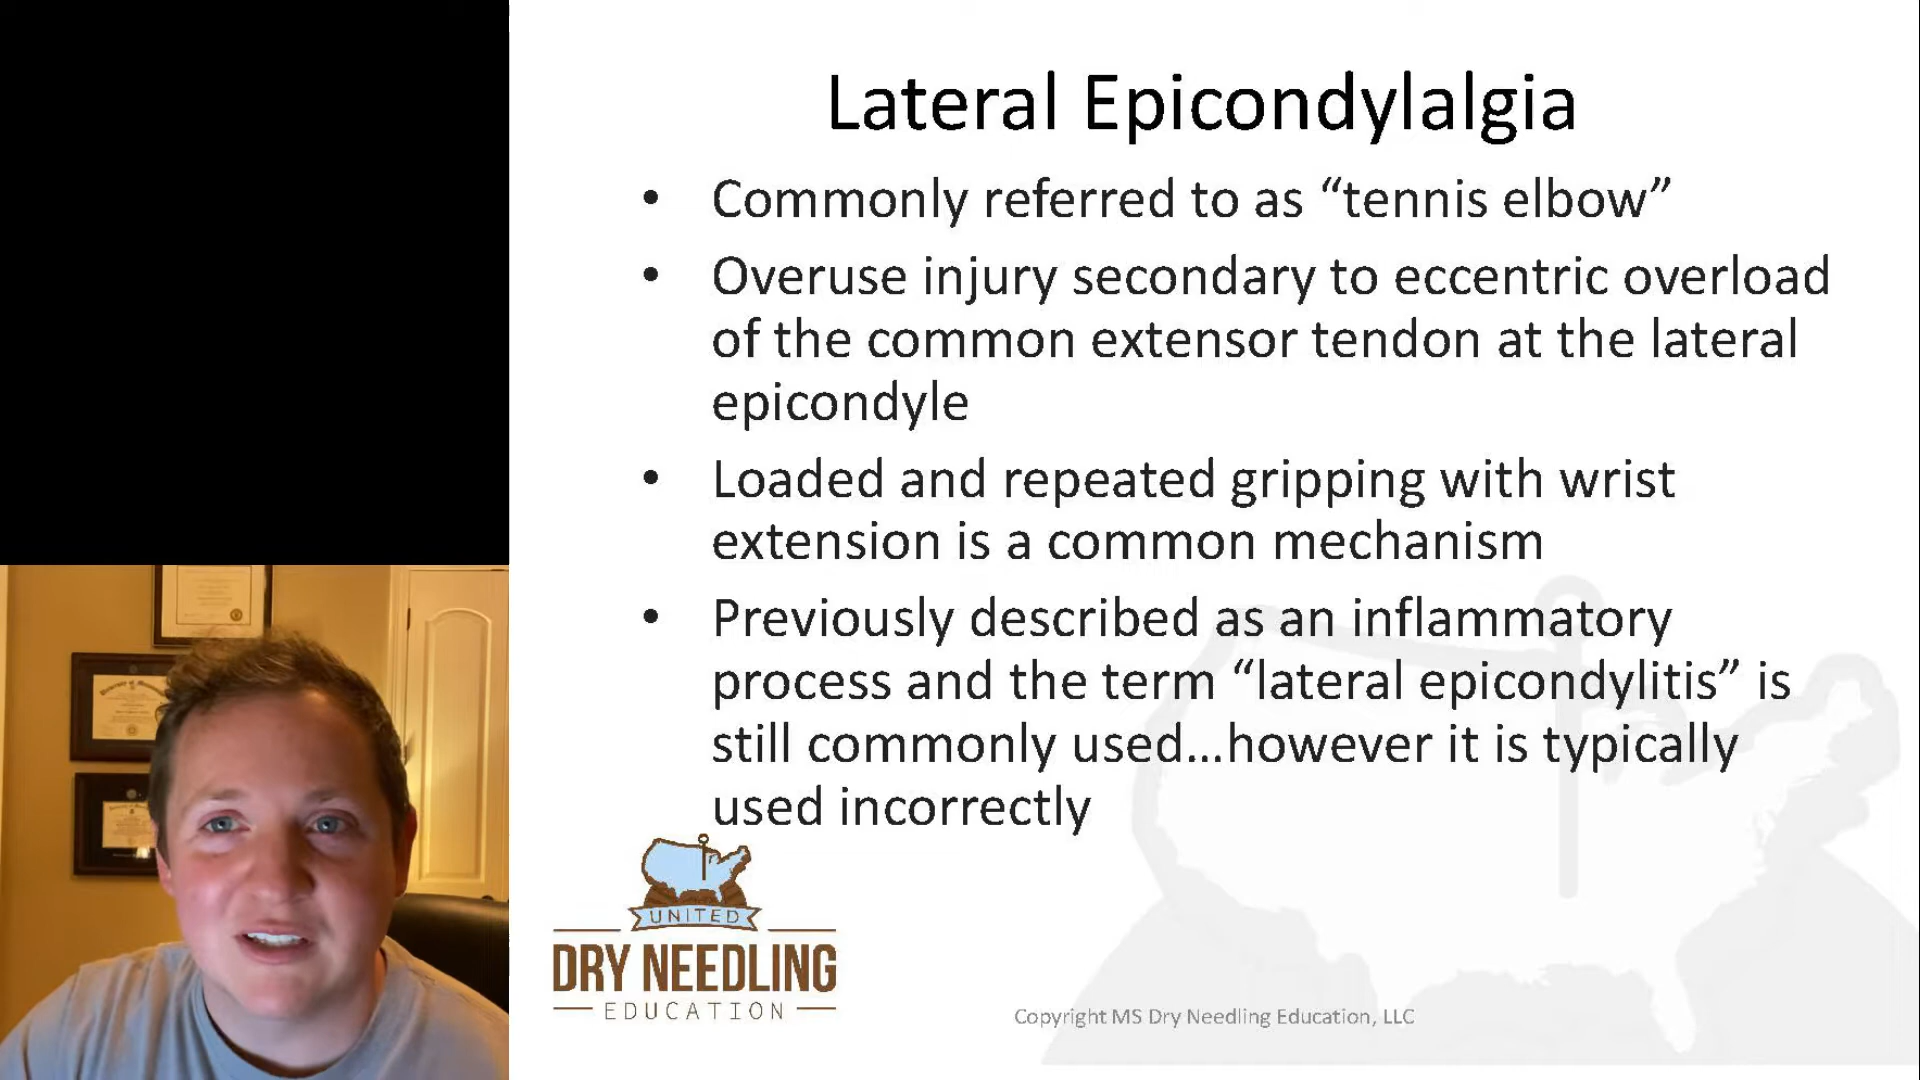 Lateral Epicondylalgia
• Commonly referred to as “tennis elbow”
• Overuse injury secondary to eccentric overload
of the common extensor tendon at the lateral
epicondyle
• Loaded and repeated gripping with wrist
extension is a common mechanism
• Previously described as an inflammatory
process and the term “lateral epicondylitis” is
still commonly used...however it is typically
used incorrectly
UNITED
DRY NEEDLING
EDUCATION
Copyright MS Dry Needling Education, LLC